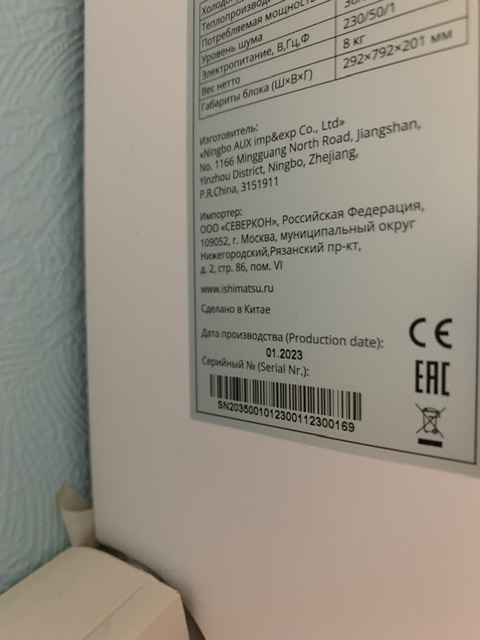 Теплопроизвод
Потребляемая мощность
Уровень шума
Электропитание, В,Гц,Ф 230/50/1
Вес нетто 8 кг
Габариты блока (Ш×В×Г) 292×792×201 мм
Изготовитель:
«Ningbo AUX imp&exp Co., Ltd»
No. 1166 Mingguang North Road, Jiangshan,
Yinzhou District, Ningbo, Zhejiang,
P.R.China, 3151911
Импортер:
ООО «СЕВЕРКОН», Российская Федерация,
109052, г. Москва, муниципальный округ
Нижегородский,Рязанский пр-кт,
д. 2, стр. 86, пом. VI
www.ishimatsu.ru
Сделано в Китае
Дата производства (Production date):
01.2023
Серийный № (Serial Nr.):
SN2035001012300112300169
CE
EAC